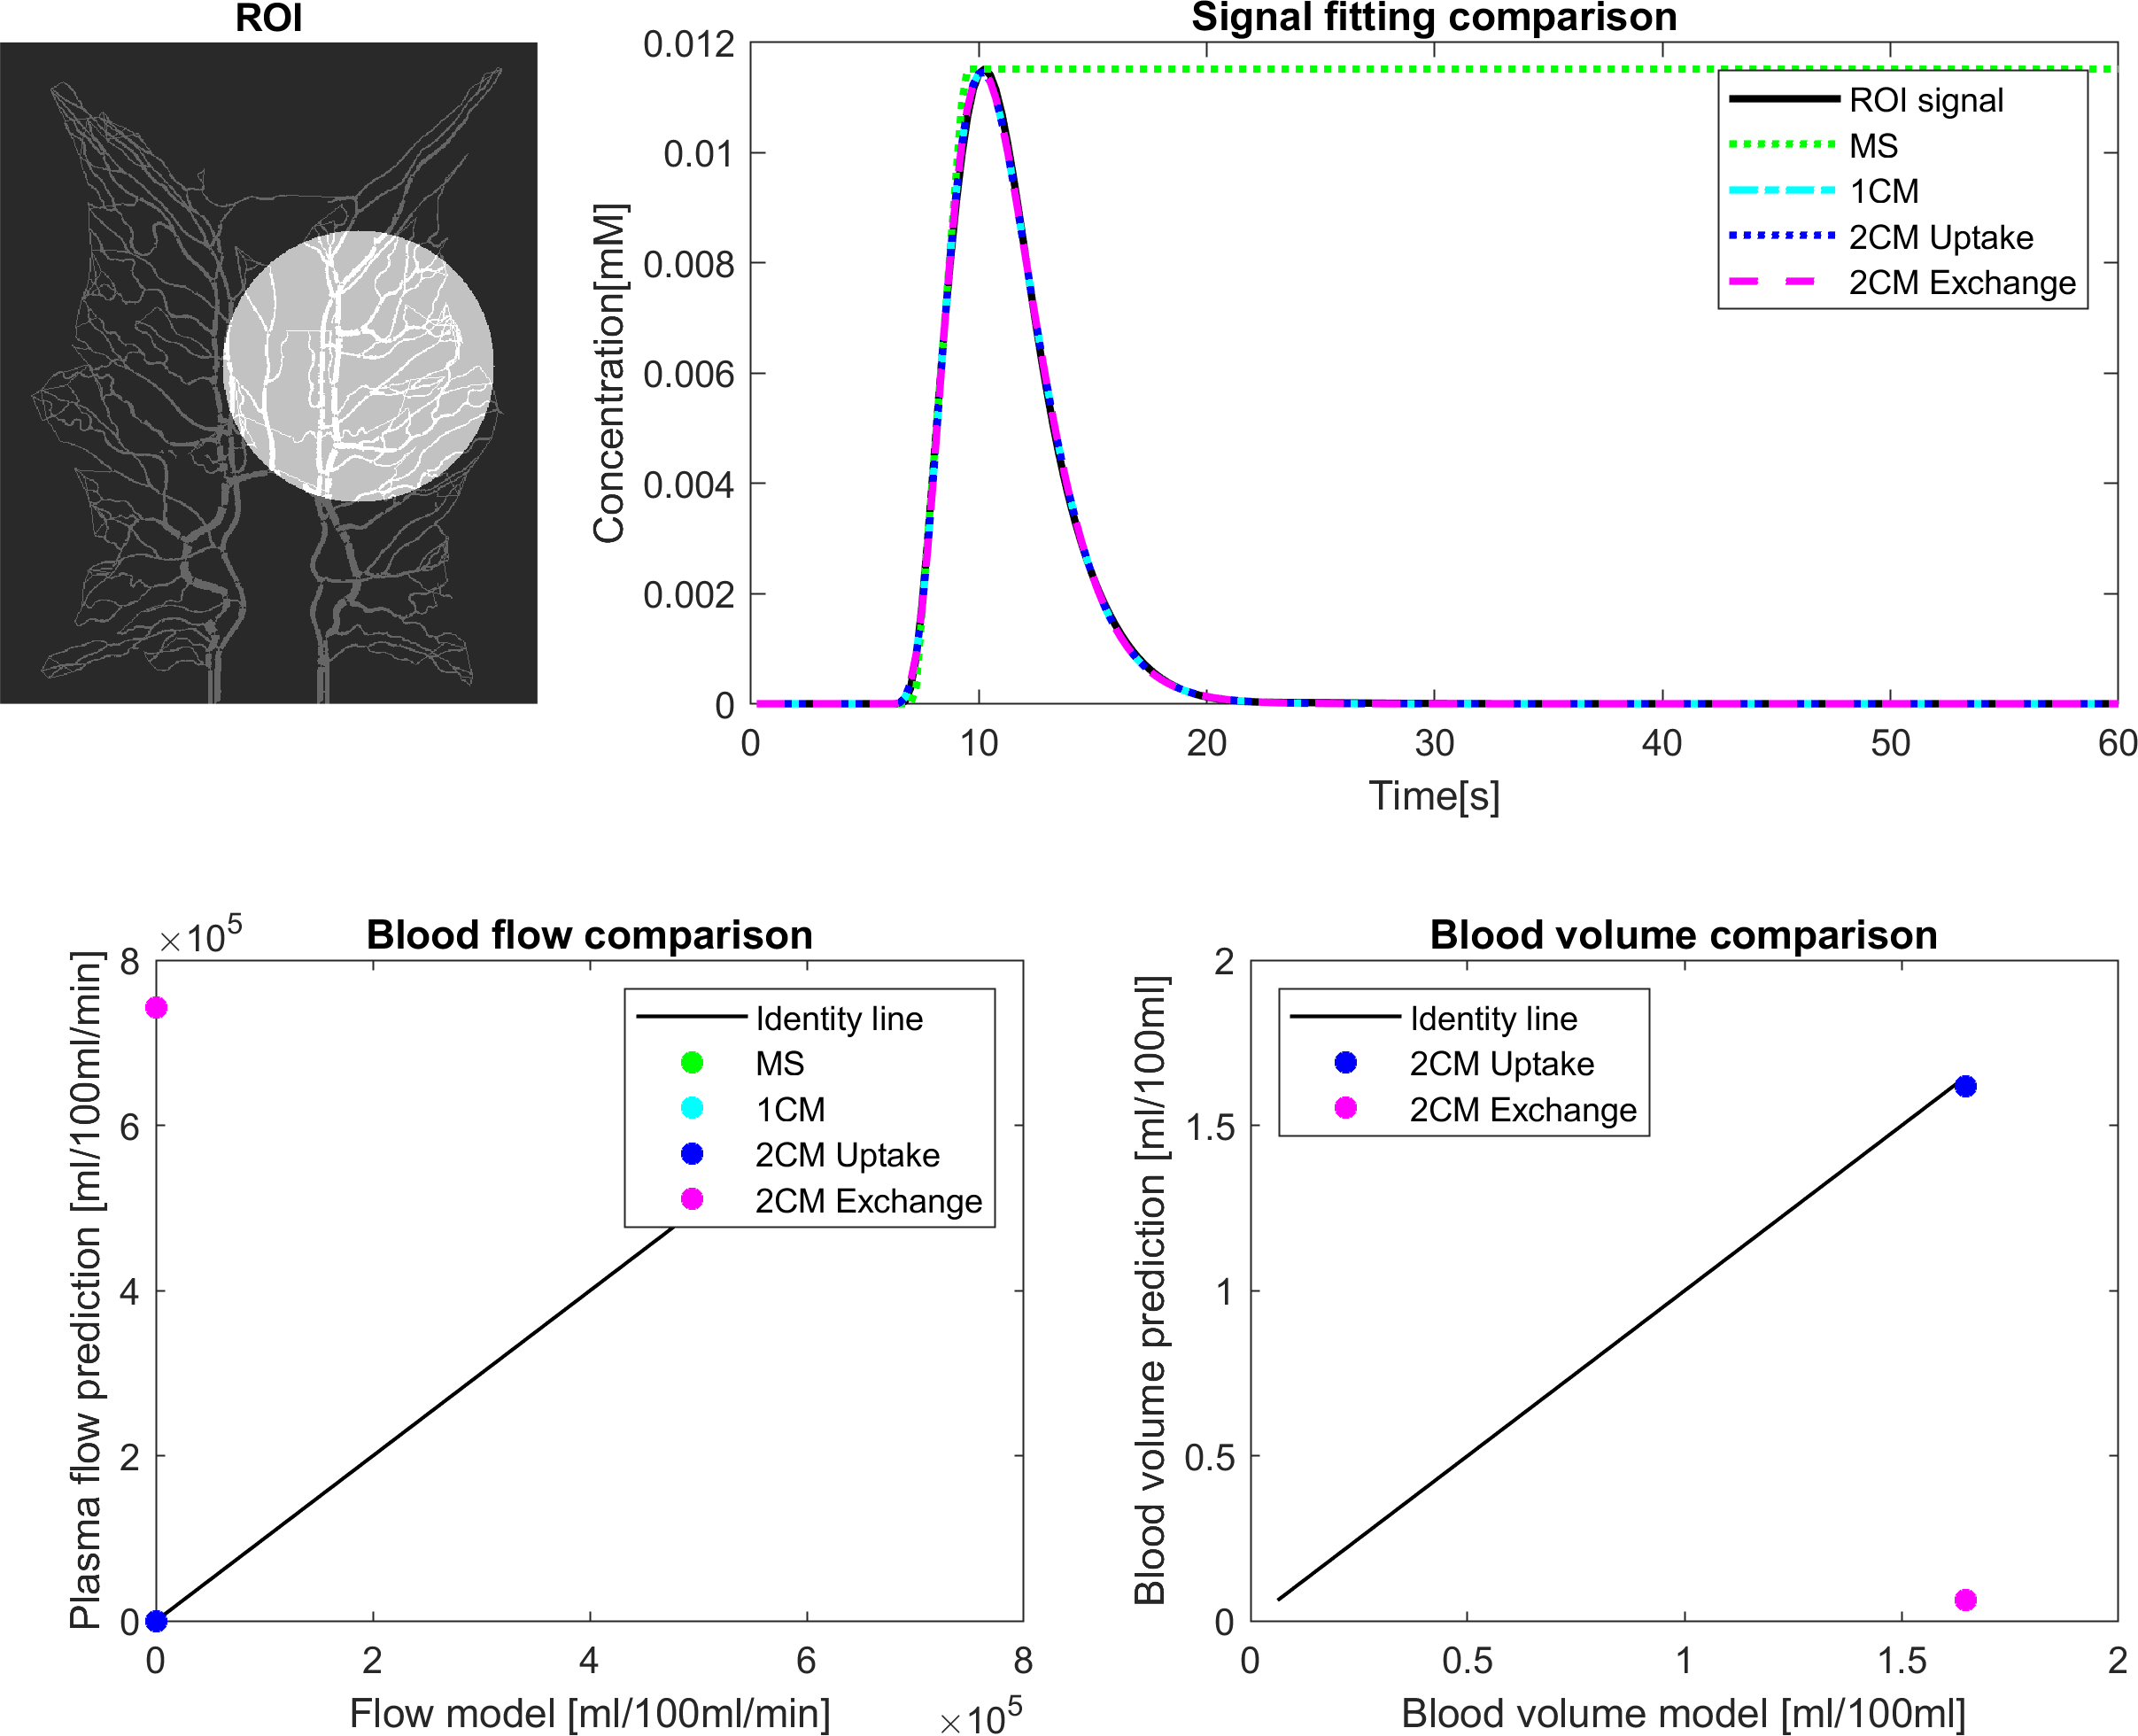 ROI
Signal fitting comparison
0.012
0.01
0.008
0.006
0.004
0.002
0
Concentration[mM]
0 10 20 30 40 50 60
Time[s]
ROI signal
MS
1CM
2CM Uptake
2CM Exchange
Blood flow comparison
×10⁵
8
6
4
2
0
Plasma flow prediction [ml/100ml/min]
0 2 4 6 8
Flow model [ml/100ml/min]
×10⁵
Identity line
MS
1CM
2CM Uptake
2CM Exchange
Blood volume comparison
2
1.5
1
0.5
0
Blood volume prediction [ml/100ml]
0 0.5 1 1.5 2
Blood volume model [ml/100ml]
Identity line
2CM Uptake
2CM Exchange